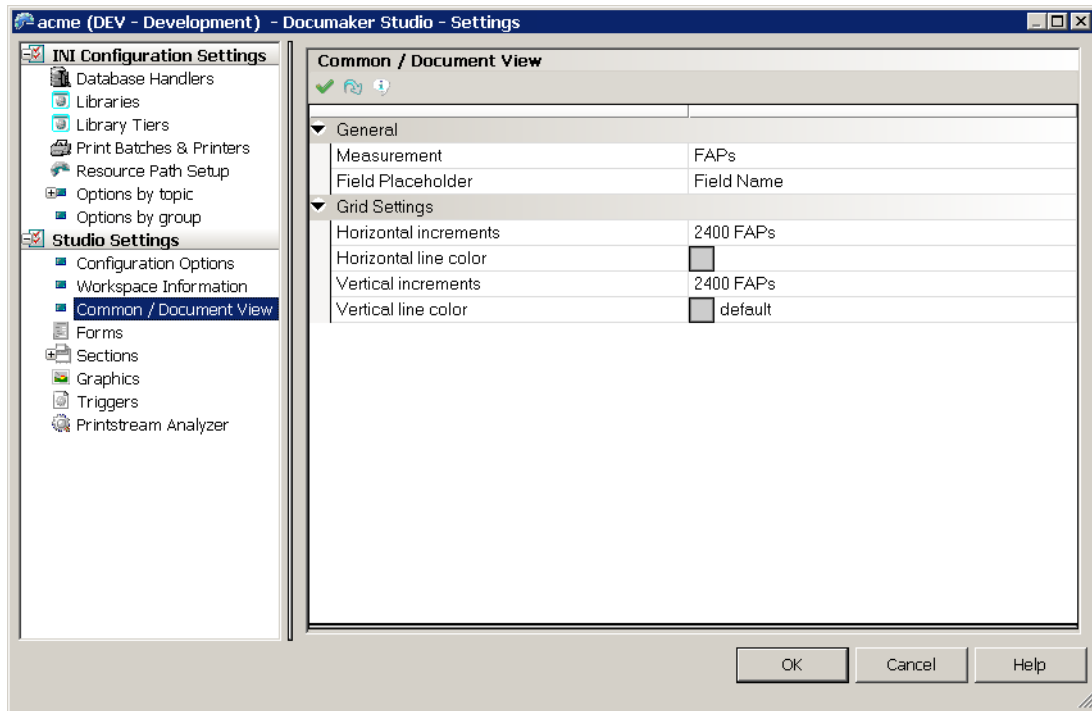 acme (DEV - Development) - Documaker Studio - Settings
INI Configuration Settings
Database Handlers
Libraries
Library Tiers
Print Batches & Printers
Resource Path Setup
Options by topic
Options by group
Studio Settings
Configuration Options
Workspace Information
Common / Document View
Forms
Sections
Graphics
Triggers
Printstream Analyzer
Common / Document View
General
Measurement FAPs
Field Placeholder Field Name
Grid Settings
Horizontal increments 2400 FAPs
Horizontal line color
Vertical increments 2400 FAPs
Vertical line color default
OK Cancel Help